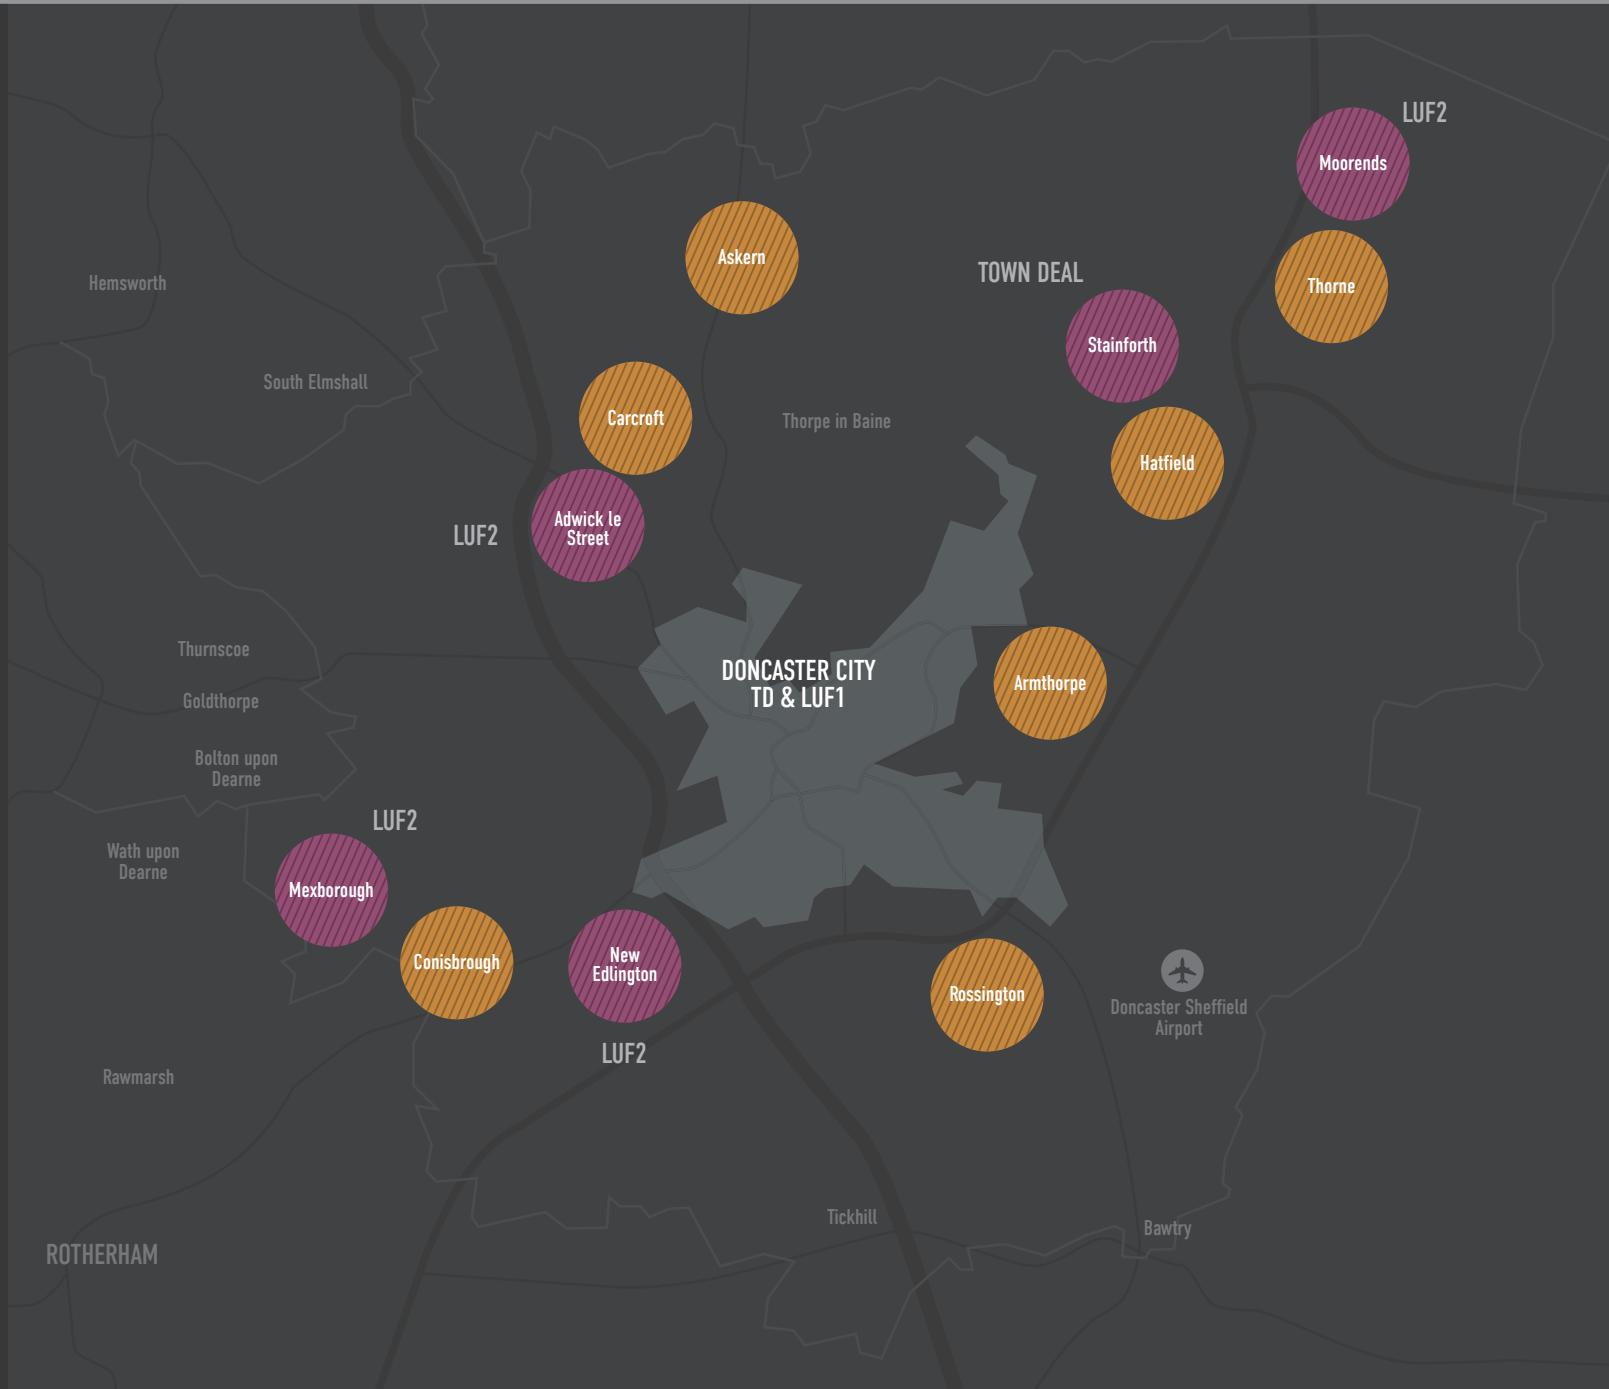 LUF2
Moorends
Askern
TOWN DEAL
Thorne
Hemsworth
Stainforth
South Elmshall
Carcroft
Thorpe in Baine
Hatfield
LUF2
Adwick le
Street
Thurnscoe
DONCASTER CITY
TD & LUF1
Armthorpe
Goldthorpe
Bolton upon
Dearne
LUF2
Wath upon
Dearne
Mexborough
Conisbrough
New
Edlington
Rossington
Doncaster Sheffield
Airport
LUF2
Rawmarsh
Tickhill
Bawtry
ROTHERHAM